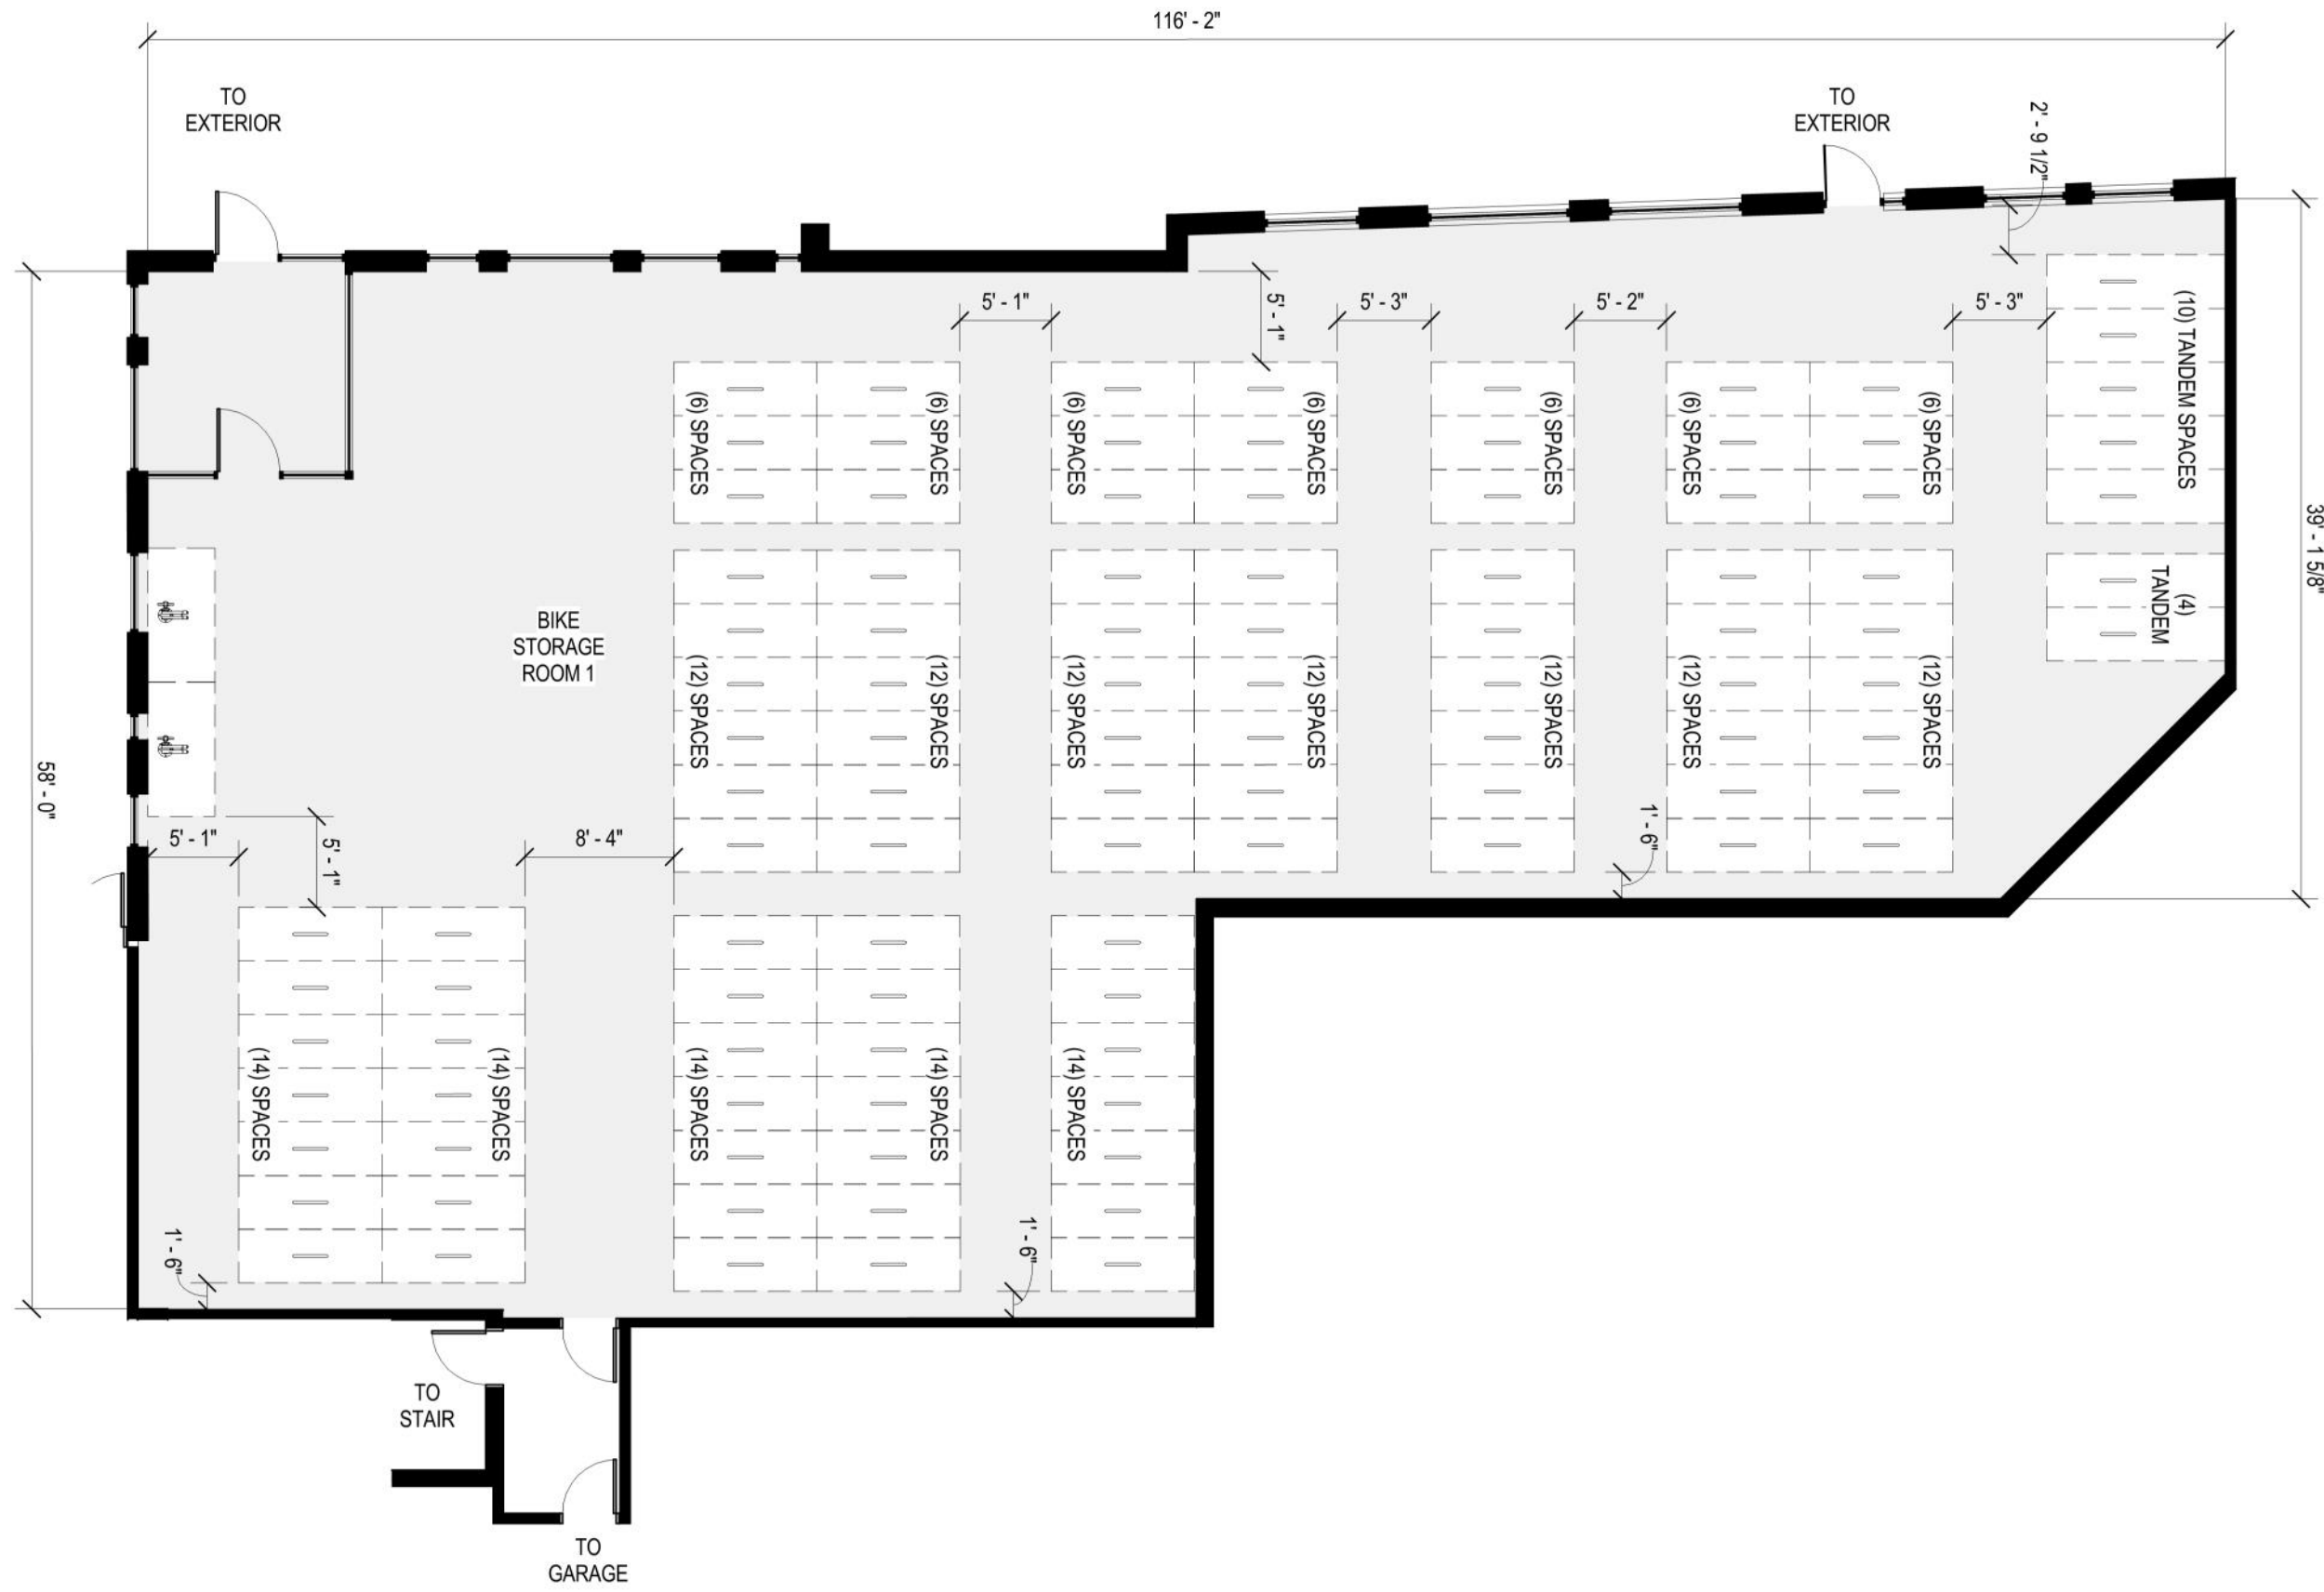 116' - 2"
TO
EXTERIOR
TO
EXTERIOR
2' - 9 1/2"
5' - 1"
5' - 1"
5' - 3"
5' - 2"
5' - 3"
(10) TANDEM SPACES
(6) SPACES
(6) SPACES
(6) SPACES
(6) SPACES
(6) SPACES
(6) SPACES
(6) SPACES
39' - 1 5/8"
(4)
TANDEM
BIKE
STORAGE
ROOM 1
(12) SPACES
(12) SPACES
(12) SPACES
(12) SPACES
(12) SPACES
(12) SPACES
(12) SPACES
58' - 0"
5' - 1"
5' - 1"
8' - 4"
1' - 6"
(14) SPACES
(14) SPACES
(14) SPACES
(14) SPACES
(14) SPACES
1' - 6"
1' - 6"
TO
STAIR
TO
GARAGE